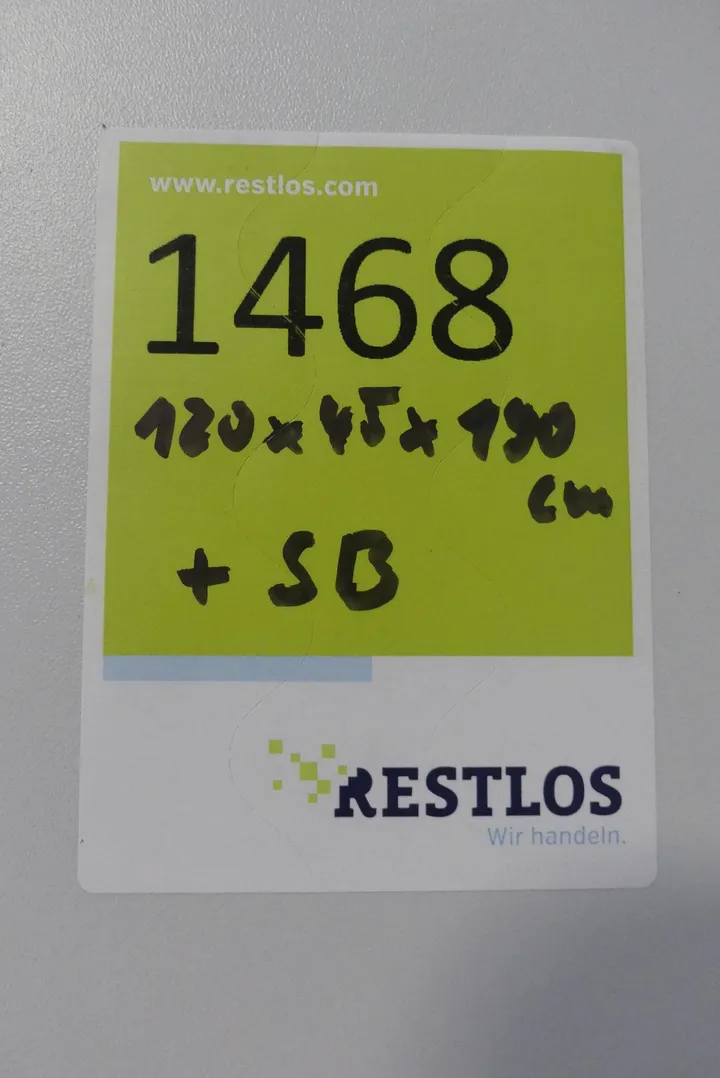 www.restlos.com
1468
120 x 45 x 190
cm
+ SB
RESTLOS
Wir handeln.